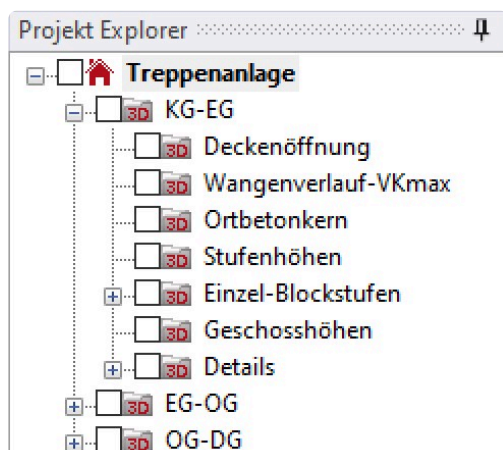 Projekt Explorer
Treppenanlage
3D KG-EG
3D Deckenöffnung
3D Wangenverlauf-VKmax
3D Ortbetonkern
3D Stufenhöhen
3D Einzel-Blockstufen
3D Geschosshöhen
3D Details
3D EG-OG
3D OG-DG